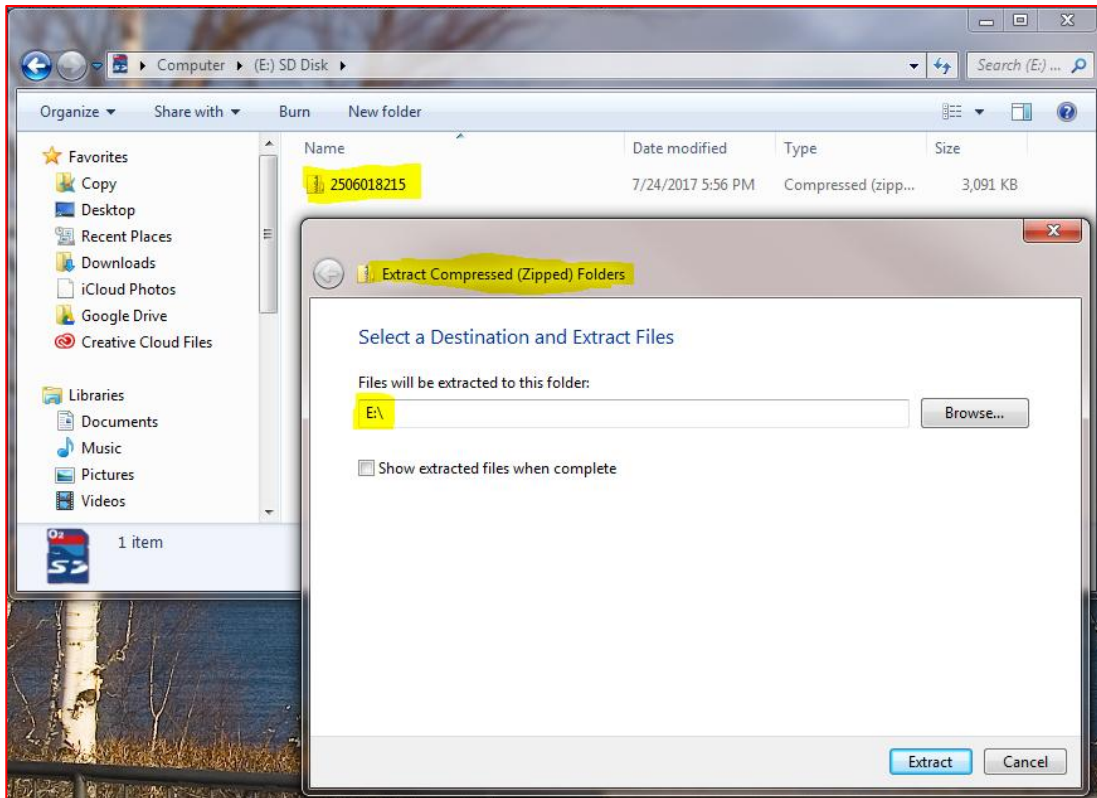 Computer (E:) SD Disk
Search (E:) ...
Organize Share with Burn New folder
Favorites
Copy
Desktop
Recent Places
Downloads
iCloud Photos
Google Drive
Creative Cloud Files
Libraries
Documents
Music
Pictures
Videos
Name Date modified Type Size
2506018215 7/24/2017 5:56 PM Compressed (zipp... 3,091 KB
O2
SD
1 item
Extract Compressed (Zipped) Folders
Select a Destination and Extract Files
Files will be extracted to this folder:
E:\
Browse...
Show extracted files when complete
Extract Cancel